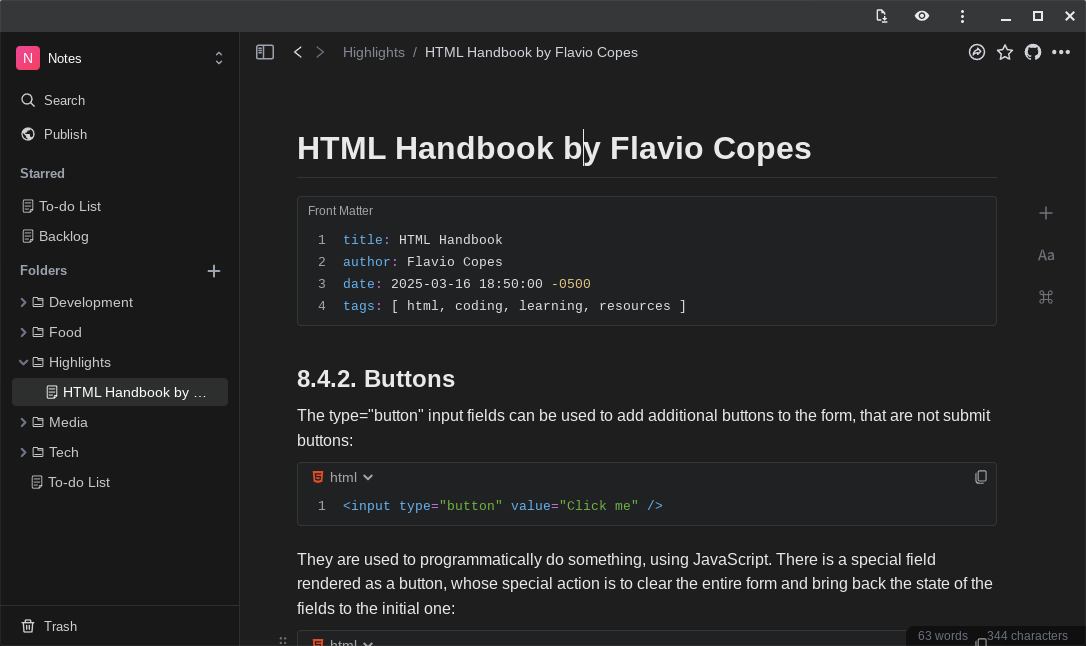 N Notes
Search
Publish
Starred
To-do List
Backlog
Folders
Development
Food
Highlights
HTML Handbook by …
Media
Tech
To-do List
Trash
Highlights / HTML Handbook by Flavio Copes
HTML Handbook by Flavio Copes
Front Matter
1 title: HTML Handbook
2 author: Flavio Copes
3 date: 2025-03-16 18:50:00 -0500
4 tags: [ html, coding, learning, resources ]
Aa
8.4.2. Buttons
The type="button" input fields can be used to add additional buttons to the form, that are not submit
buttons:
html
1 <input type="button" value="Click me" />
They are used to programmatically do something, using JavaScript. There is a special field
rendered as a button, whose special action is to clear the entire form and bring back the state of the
fields to the initial one:
html
63 words 344 characters